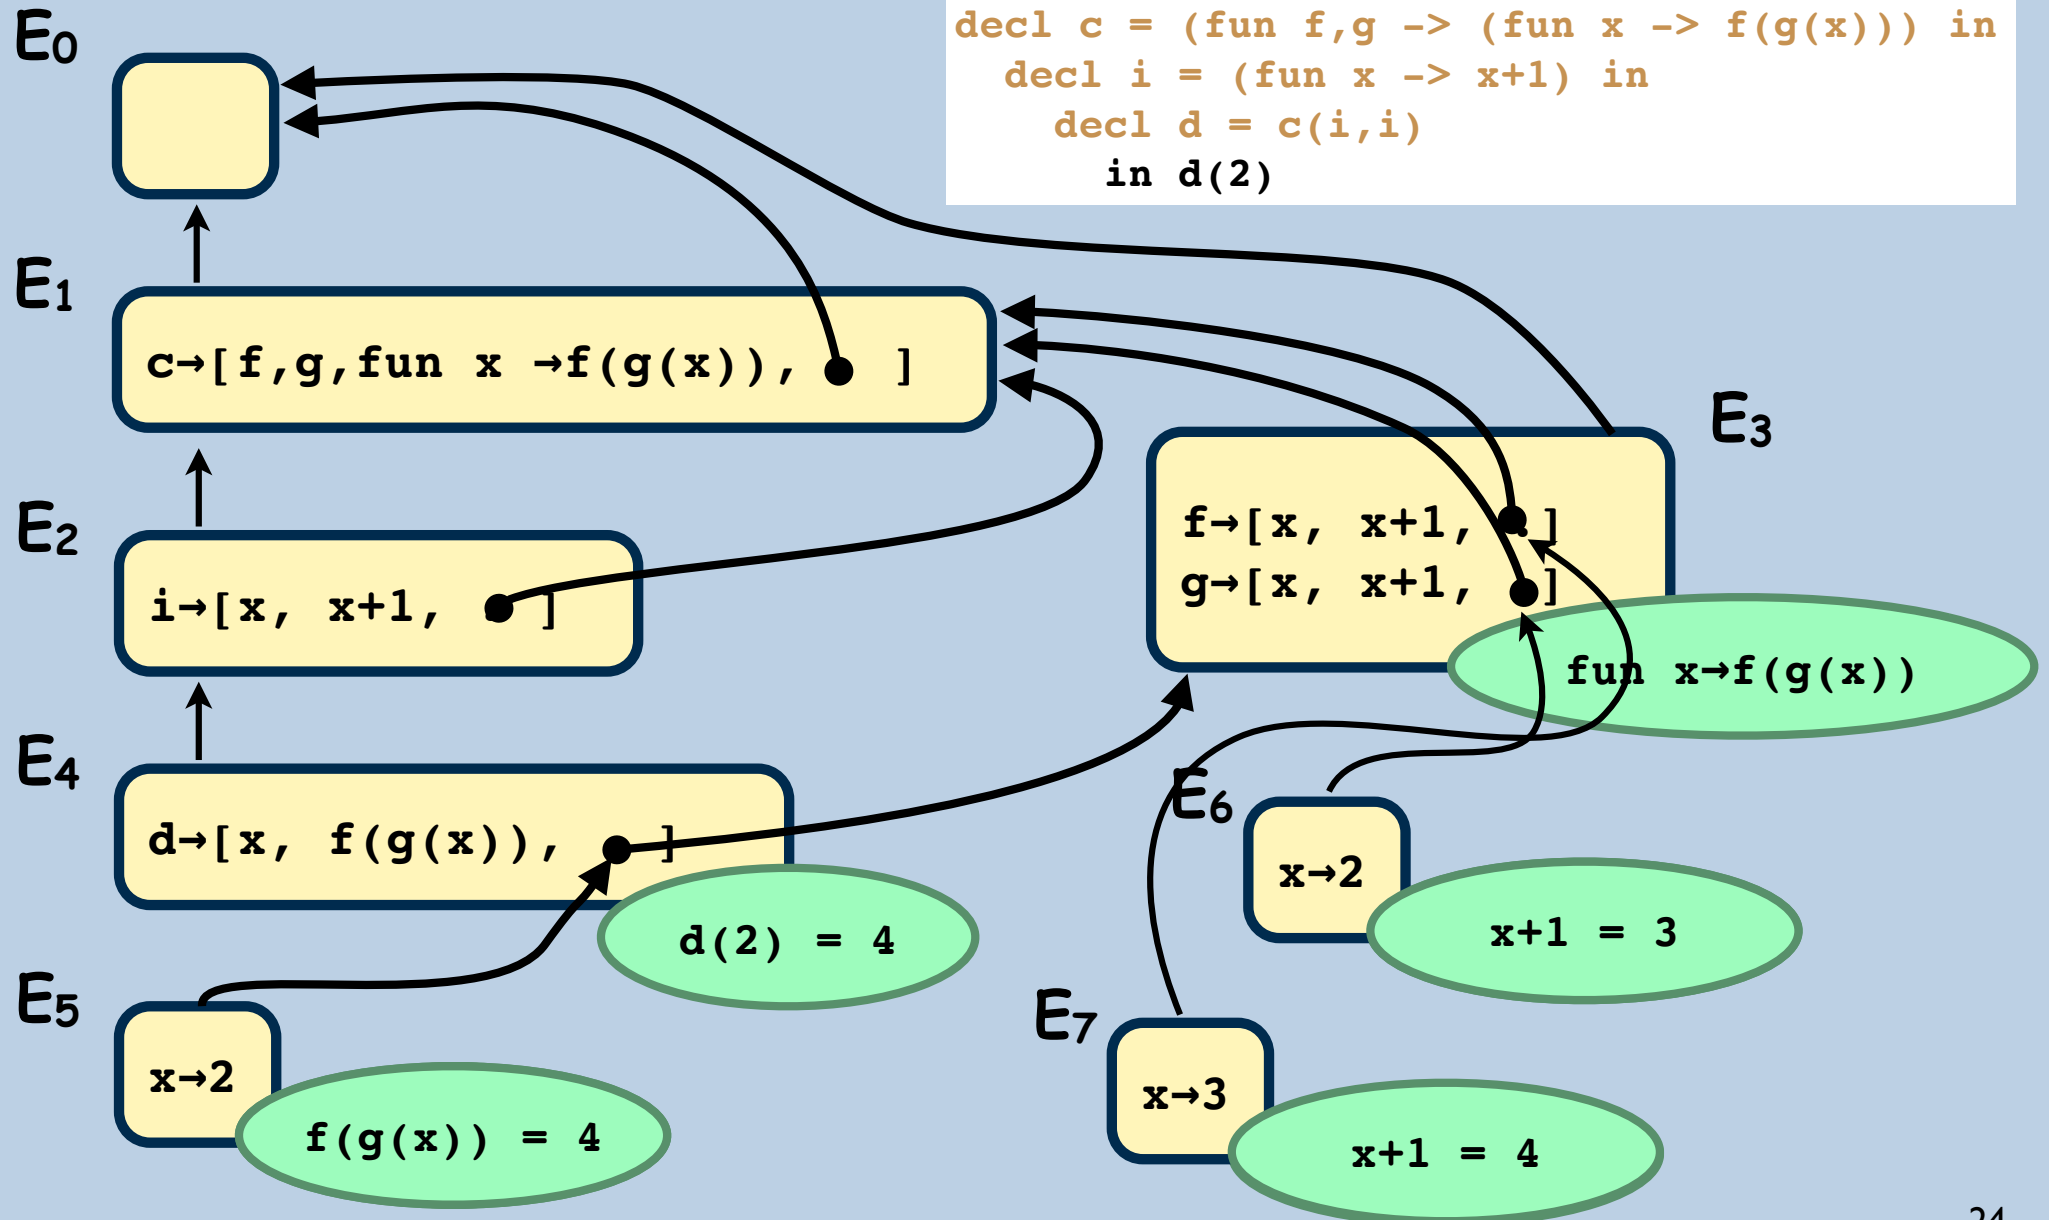 E0
decl c = (fun f,g -> (fun x -> f(g(x))) in
decl i = (fun x -> x+1) in
decl d = c(i,i)
in d(2)
E1
c→[f,g,fun x →f(g(x)), ]
E3
E2
f→[x, x+1, ]
g→[x, x+1, ]
i→[x, x+1, ]
fun x→f(g(x))
E4
d→[x, f(g(x)), ]
E6
x→2
x+1 = 3
d(2) = 4
E5
E7
x→2
x→3
f(g(x)) = 4
x+1 = 4
24